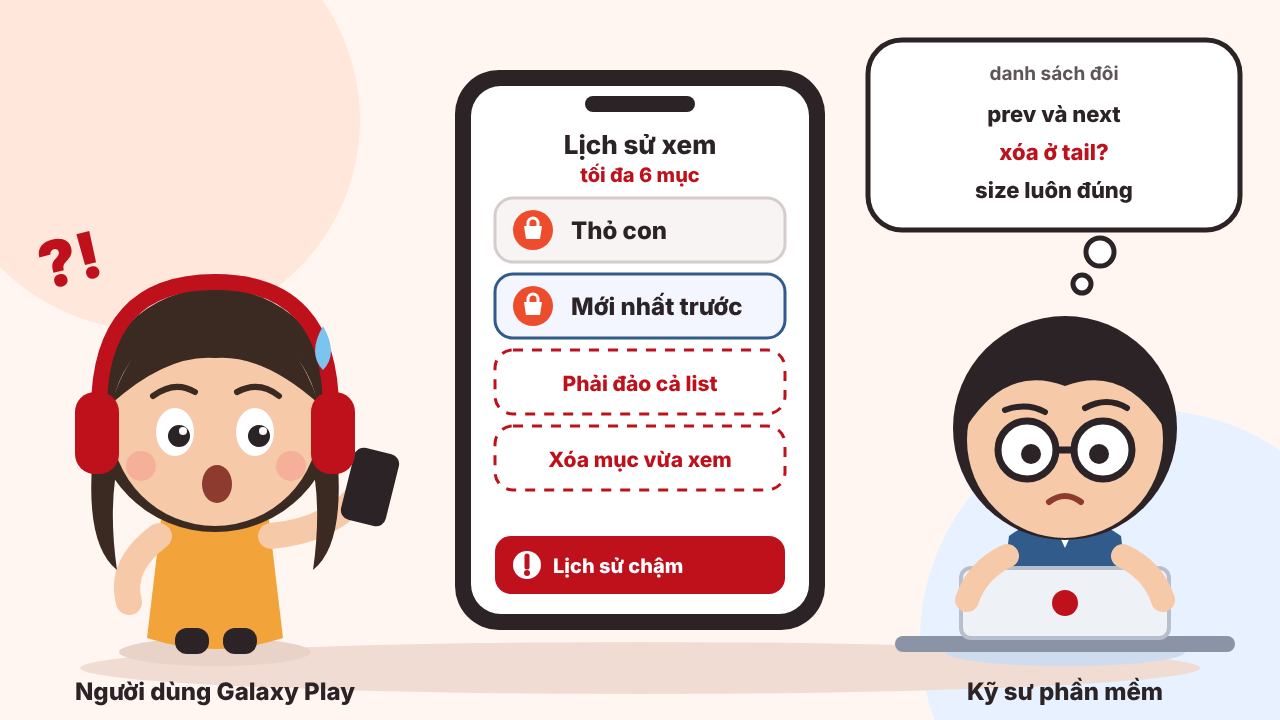 ?!
Người dùng Galaxy Play
Lịch sử xem
tối đa 6 mục
Thỏ con
Mới nhất trước
Phải đảo cả list
Xóa mục vừa xem
Lịch sử chậm
danh sách đôi
prev và next
xóa ở tail?
size luôn đúng
Kỹ sư phần mềm